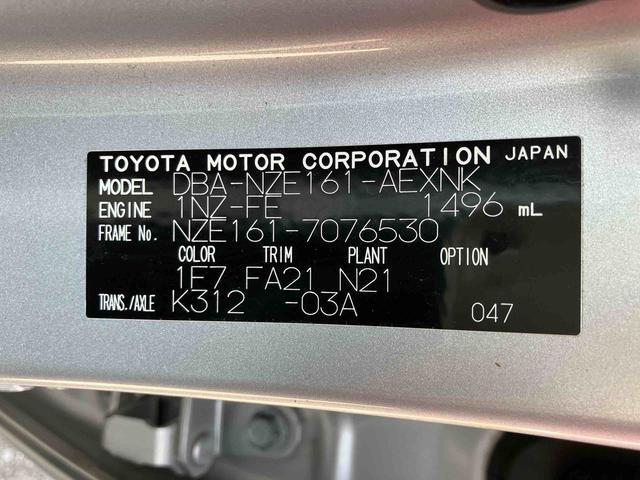 TOYOTA MOTOR CORPORATION JAPAN
MODEL DBA-NZE161-AEXNK
ENGINE 1NZ-FE 1496 mL
FRAME No. NZE161-7076530
COLOR TRIM PLANT OPTION
1F7 FA21 N21
TRANS./AXLE K312 -03A 047